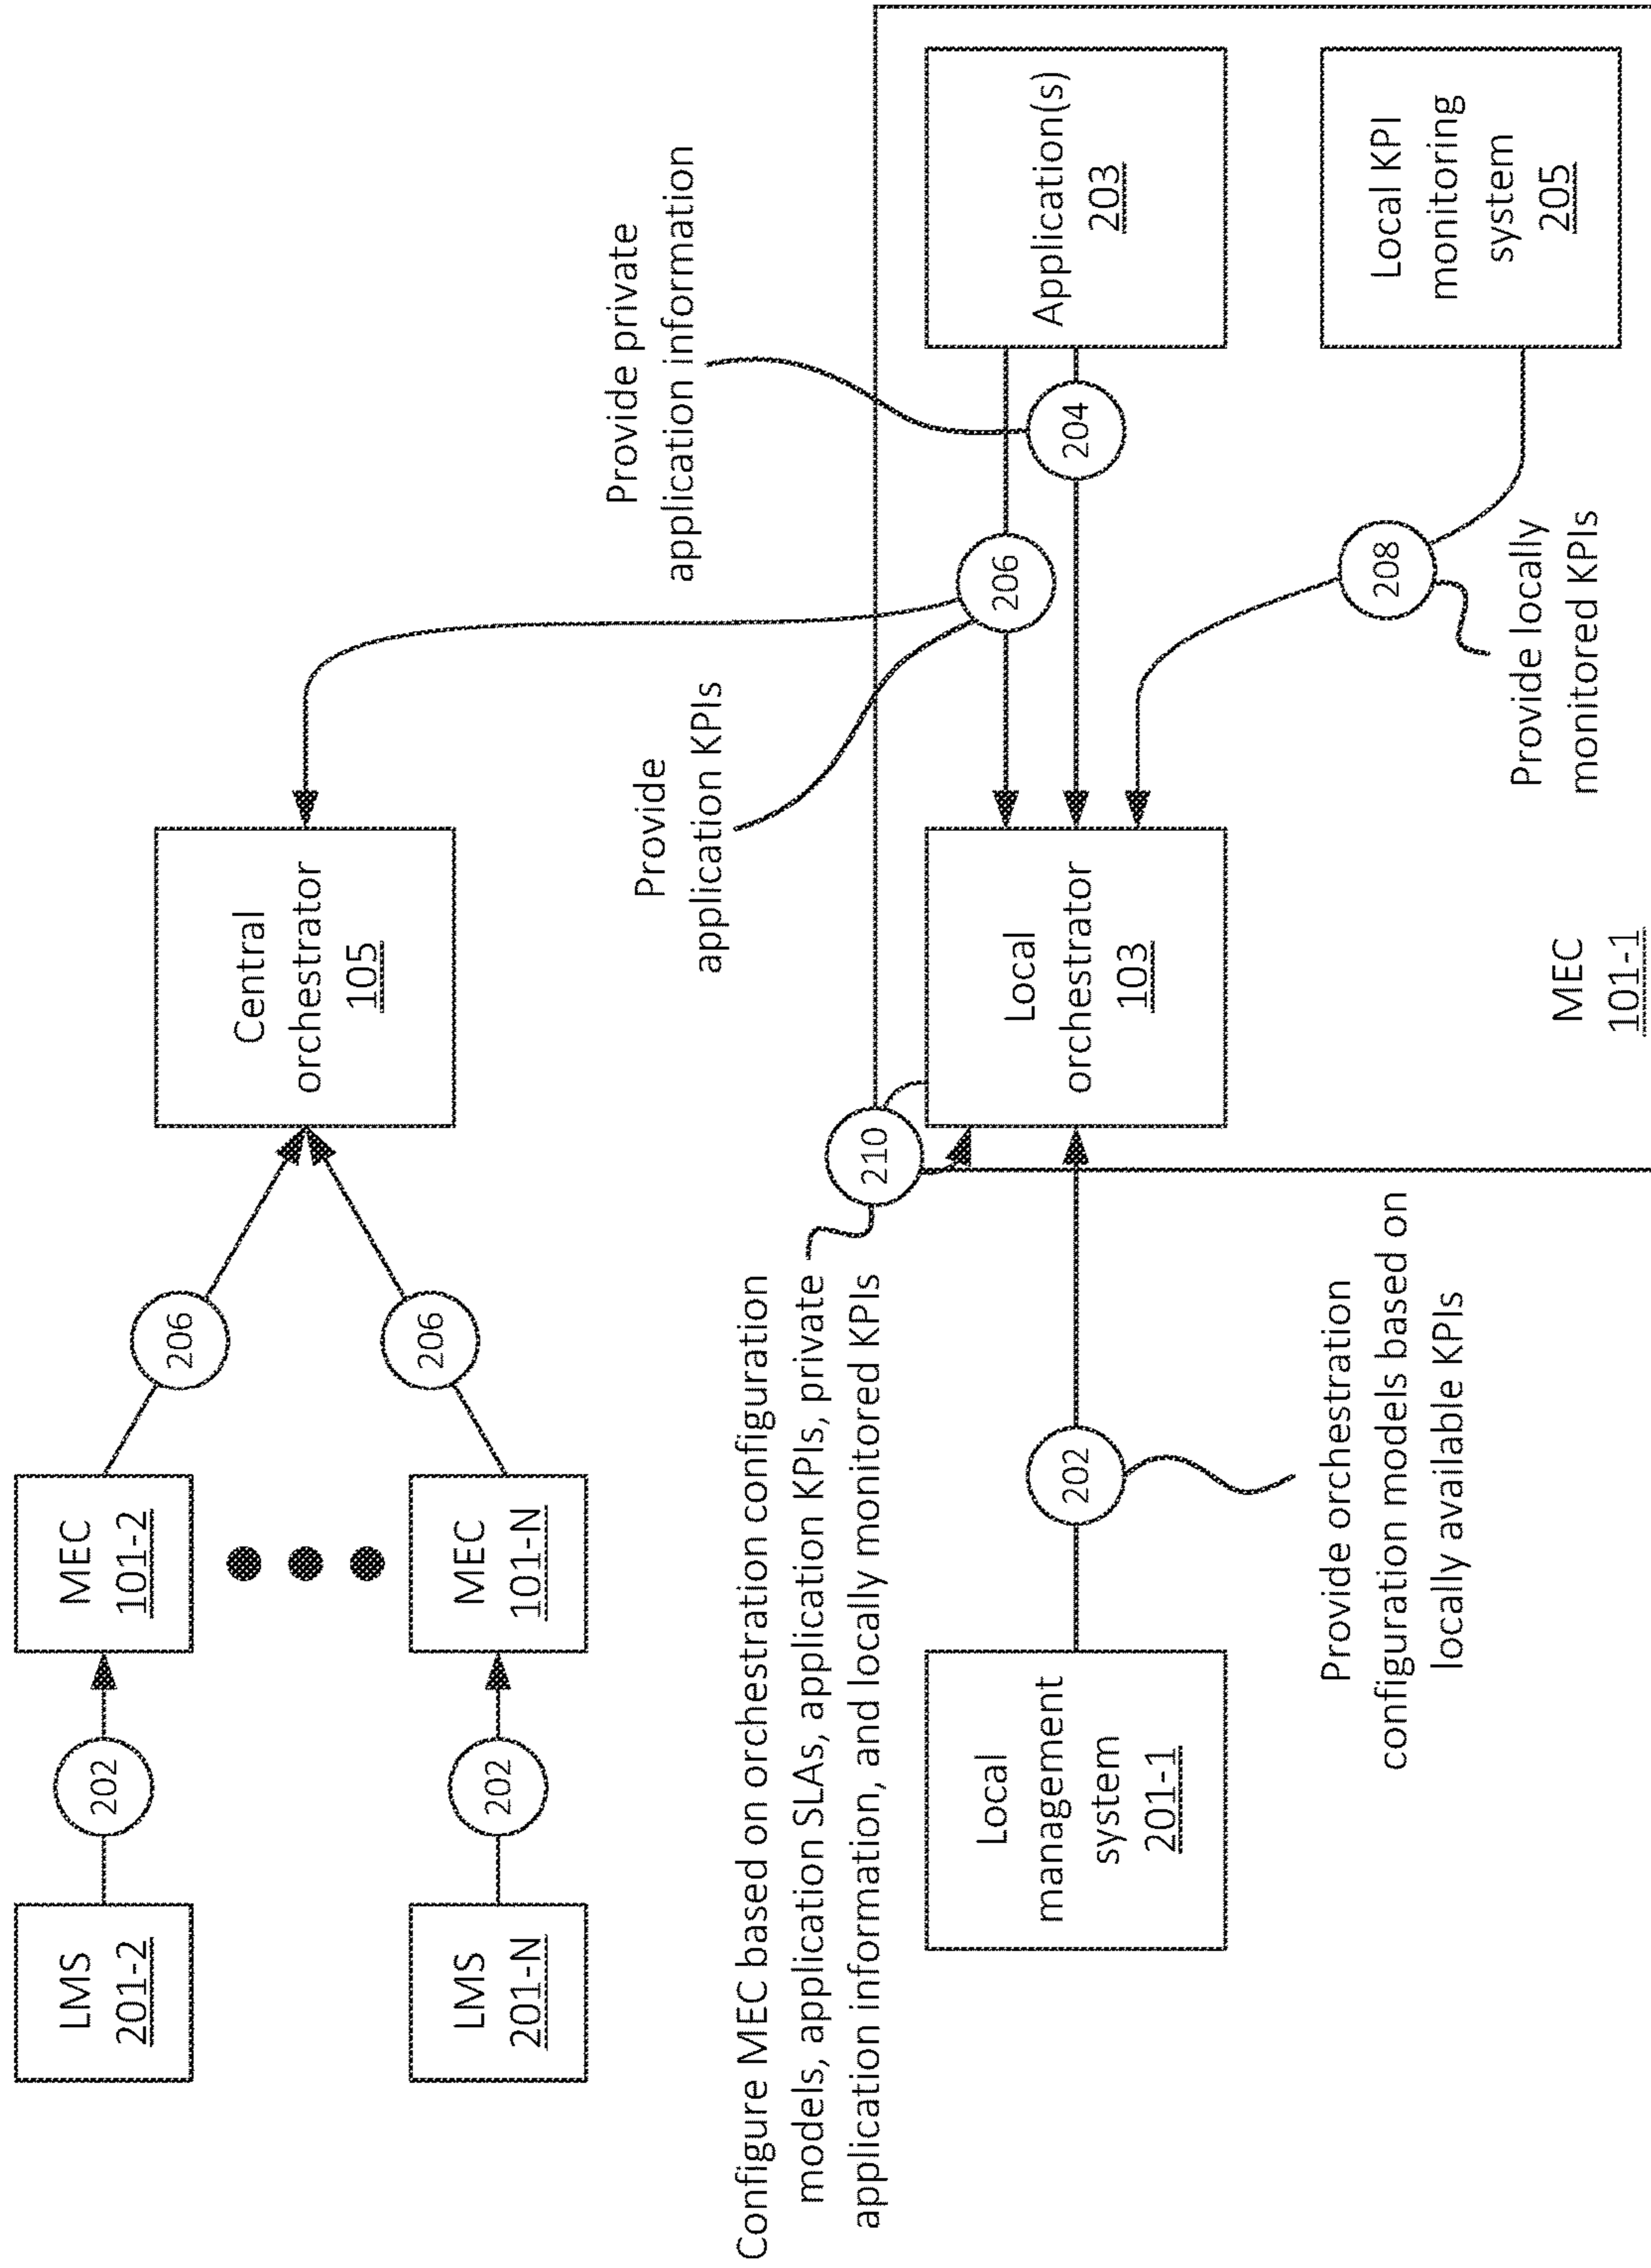 LMS
201-2
202
MEC
101-2
206
Central
orchestrator
105
LMS
201-N
202
MEC
101-N
206
Provide private
application information
Provide
application KPIs
Configure MEC based on orchestration configuration
models, application SLAs, application KPIs, private
application information, and locally monitored KPIs
210
Local
management
system
201-1
202
Provide orchestration
configuration models based on
locally available KPIs
Local
orchestrator
103
206
204
Application(s)
203
208
Provide locally
monitored KPIs
Local KPI
monitoring
system
205
MEC
101-1